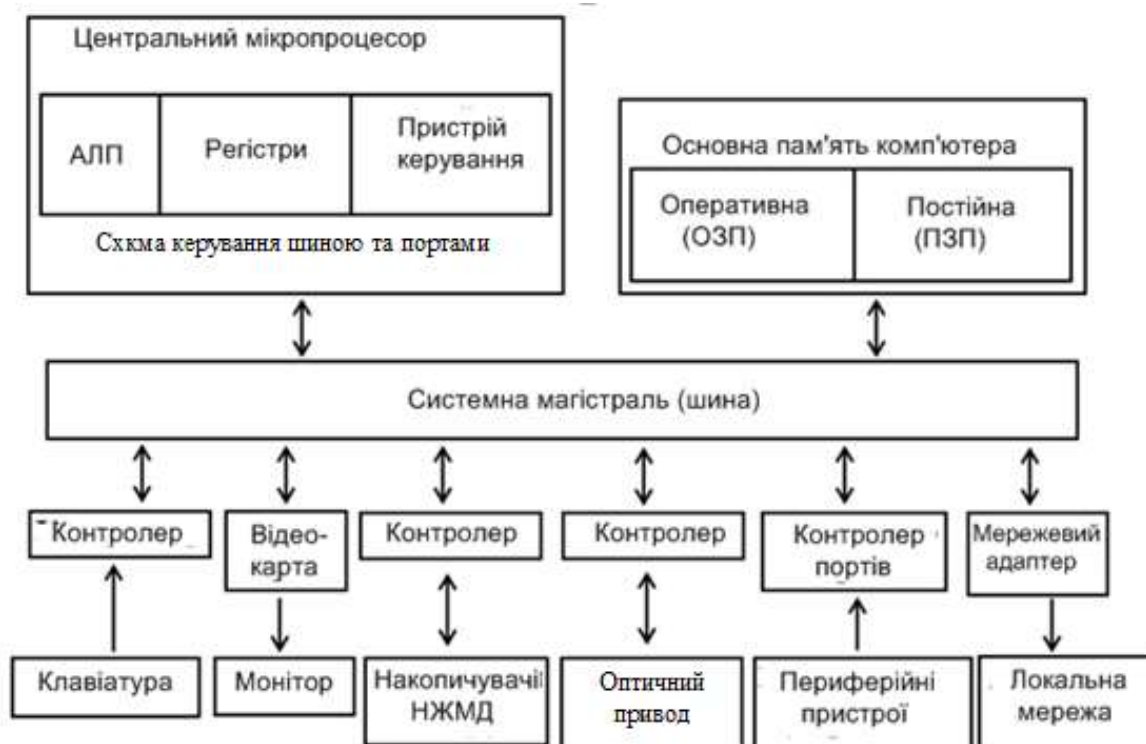 Центральний мікропроцесор
АЛП
Регістри
Пристрій
керування
Схкма керування шиною та портами
Основна пам'ять комп'ютера
Оперативна
(ОЗП)
Постійна
(ПЗП)
Системна магістраль (шина)
Контролер
Відео-
карта
Контролер
Контролер
Контролер
портів
Мережевий
адаптер
Клавіатура
Монітор
Накопичувачі
НЖМД
Оптичний
привод
Периферійні
пристрої
Локальна
мережа